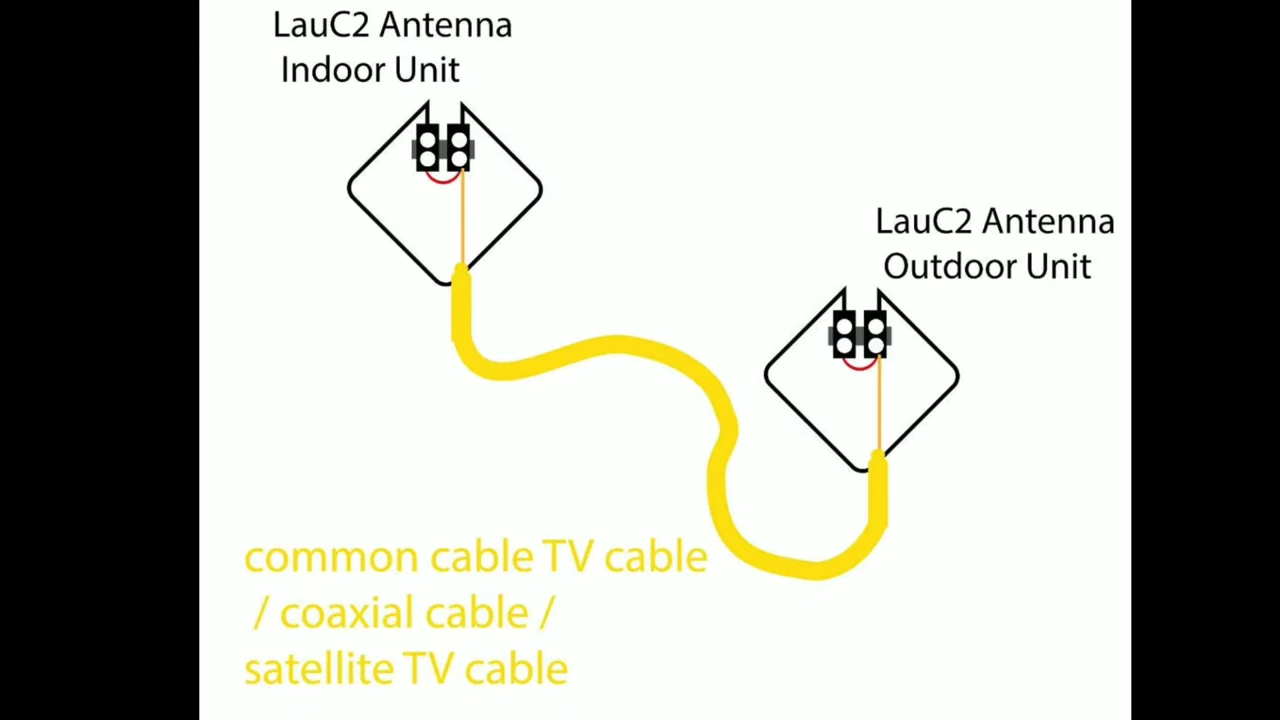 LauC2 Antenna
Indoor Unit
LauC2 Antenna
Outdoor Unit
common cable TV cable
/ coaxial cable /
satellite TV cable